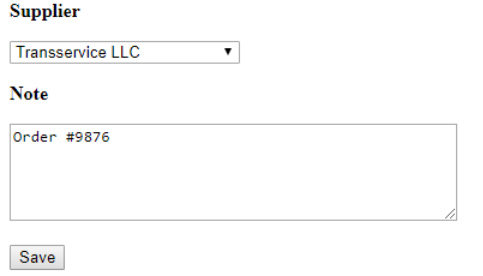 Supplier
Transservice LLC
Note
Order #9876
Save